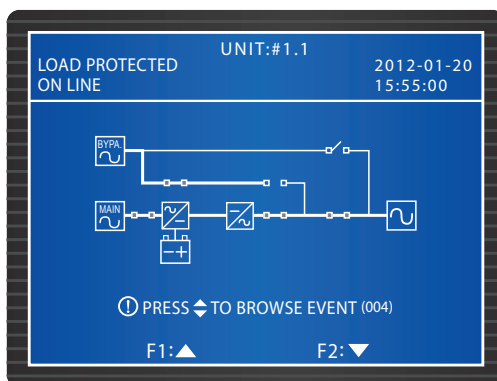 UNIT:#1.1
LOAD PROTECTED
ON LINE
2012-01-20
15:55:00
BYPA.
MAIN
PRESS TO BROWSE EVENT (004)
F1:
F2: